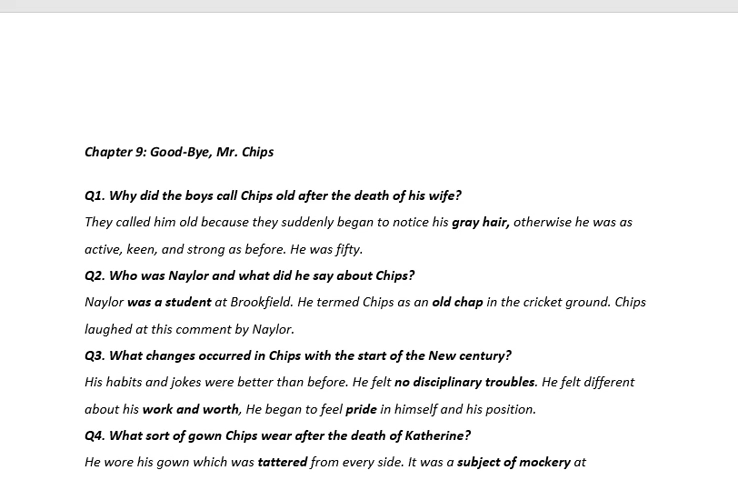 Chapter 9: Good-Bye, Mr. Chips
Q1. Why did the boys call Chips old after the death of his wife?
They called him old because they suddenly began to notice his gray hair, otherwise he was as
active, keen, and strong as before. He was fifty.
Q2. Who was Naylor and what did he say about Chips?
Naylor was a student at Brookfield. He termed Chips as an old chap in the cricket ground. Chips
laughed at this comment by Naylor.
Q3. What changes occurred in Chips with the start of the New century?
His habits and jokes were better than before. He felt no disciplinary troubles. He felt different
about his work and worth, He began to feel pride in himself and his position.
Q4. What sort of gown Chips wear after the death of Katherine?
He wore his gown which was tattered from every side. It was a subject of mockery at